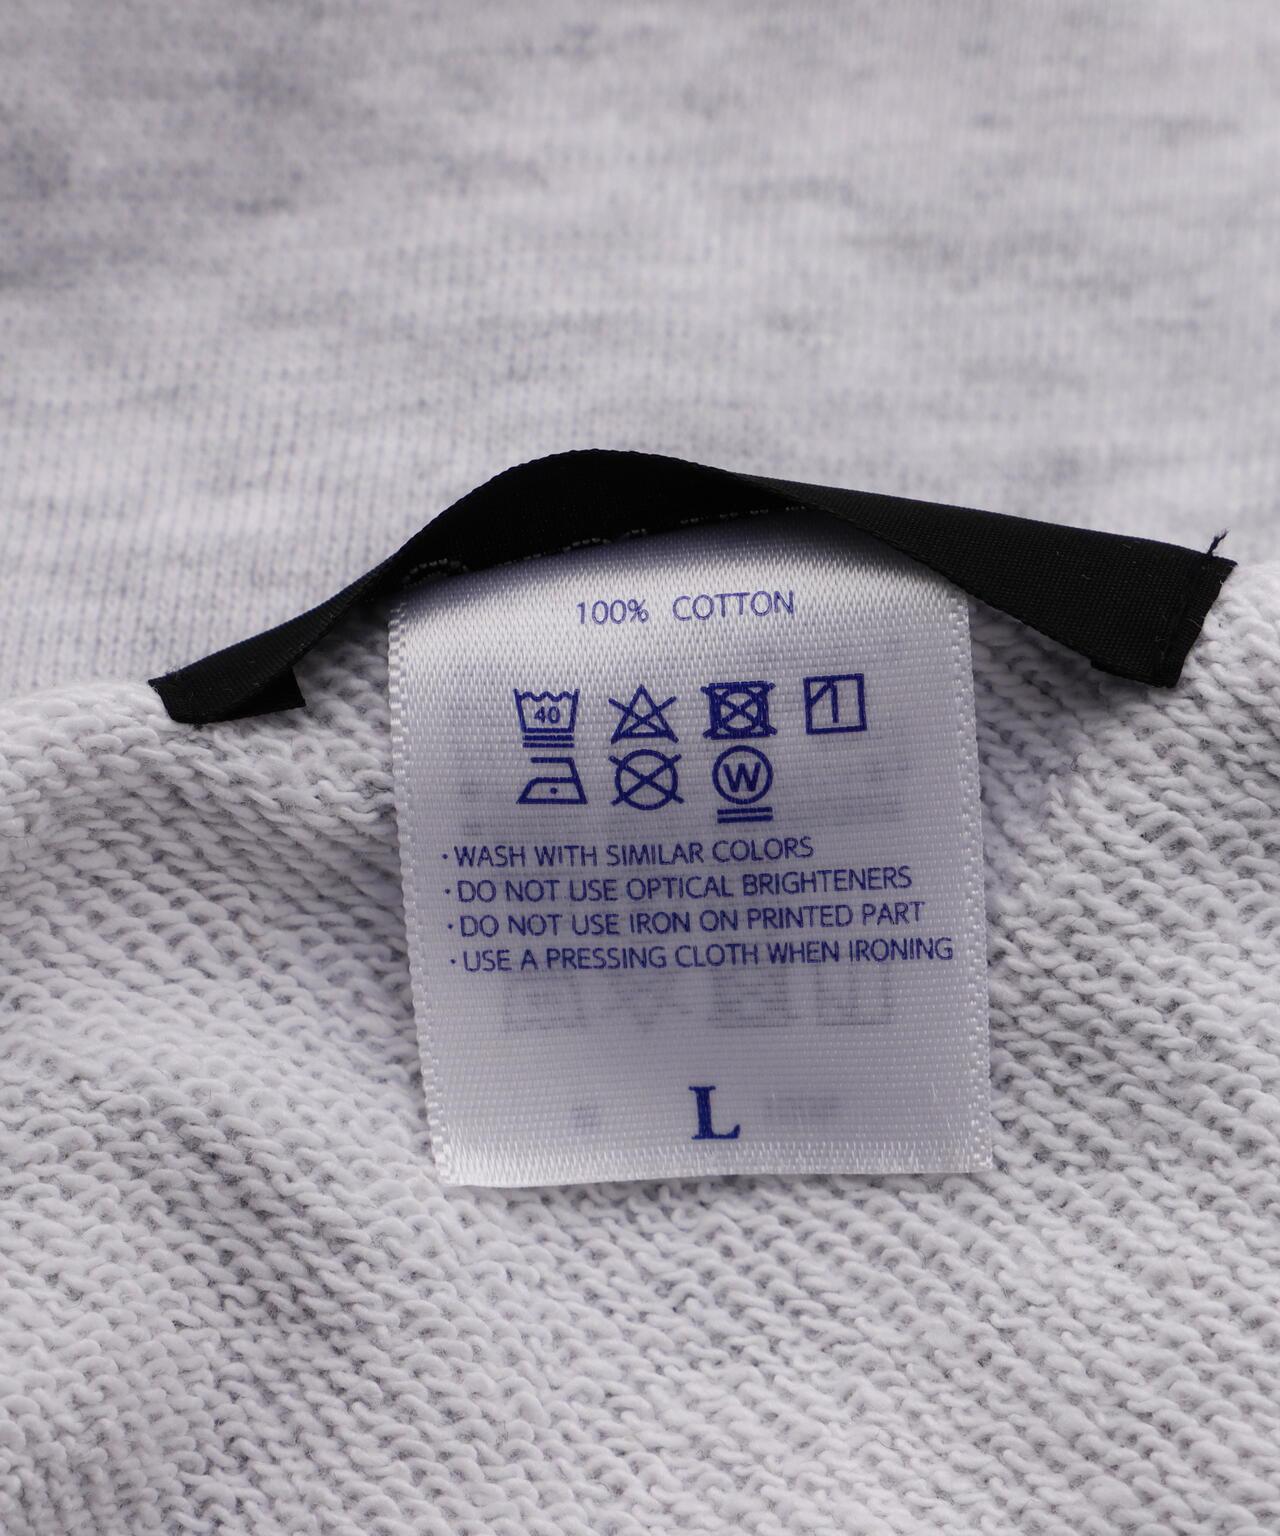 100% COTTON
40
W
・WASH WITH SIMILAR COLORS
・DO NOT USE OPTICAL BRIGHTENERS
・DO NOT USE IRON ON PRINTED PART
・USE A PRESSING CLOTH WHEN IRONING
L